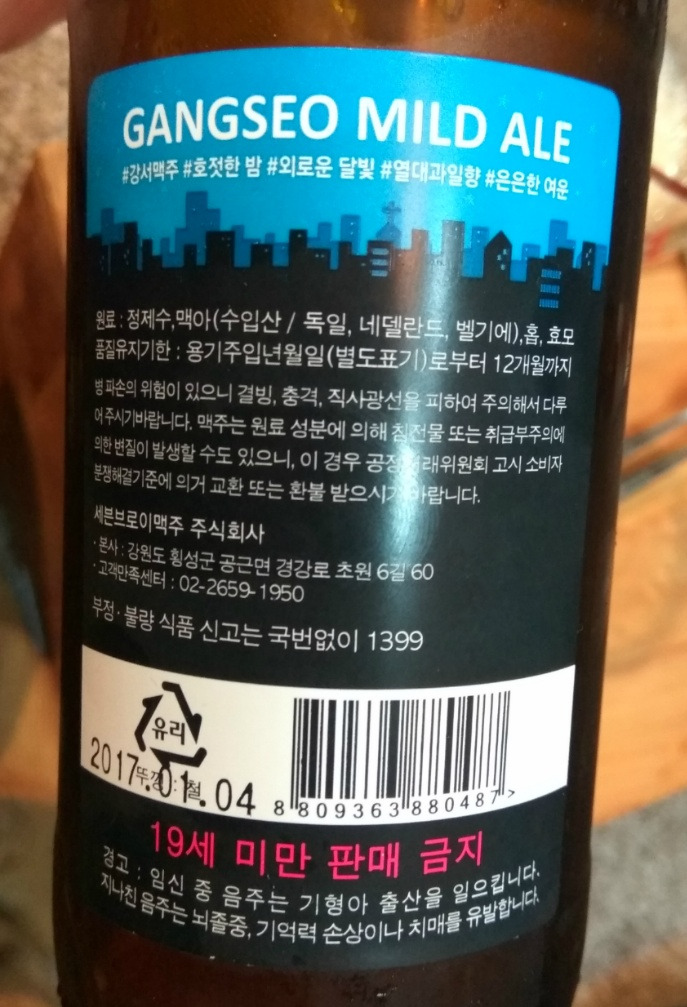 GANGSEO MILD ALE
#강서맥주 #호젓한 밤 #외로운 달빛 #열대과일향 #은은한 여운
원료 : 정제수,맥아(수입산 / 독일, 네델란드, 벨기에),홉, 효모
품질유지기한 : 용기주입년월일(별도표기)로부터 12개월까지
병 파손의 위험이 있으니 결빙, 충격, 직사광선을 피하여 주의해서 다루
어 주시기바랍니다. 맥주는 원료 성분에 의해 침전물 또는 취급부주의에
의한 변질이 발생할 수도 있으니, 이 경우 공정거래위원회 고시 소비자
분쟁해결기준에 의거 교환 또는 환불 받으시기 바랍니다.
세븐브로이맥주 주식회사
· 본사 : 강원도 횡성군 공근면 경강로 초원 6길 60
· 고객만족센터 : 02-2659-1950
부정 · 불량 식품 신고는 국번없이 1399
유리
뚜껑 : 철
2017.01.04
8 809363 880487 >
19세 미만 판매 금지
경고 : 임신 중 음주는 기형아 출산을 일으킵니다.
지나친 음주는 뇌졸중, 기억력 손상이나 치매를 유발합니다.